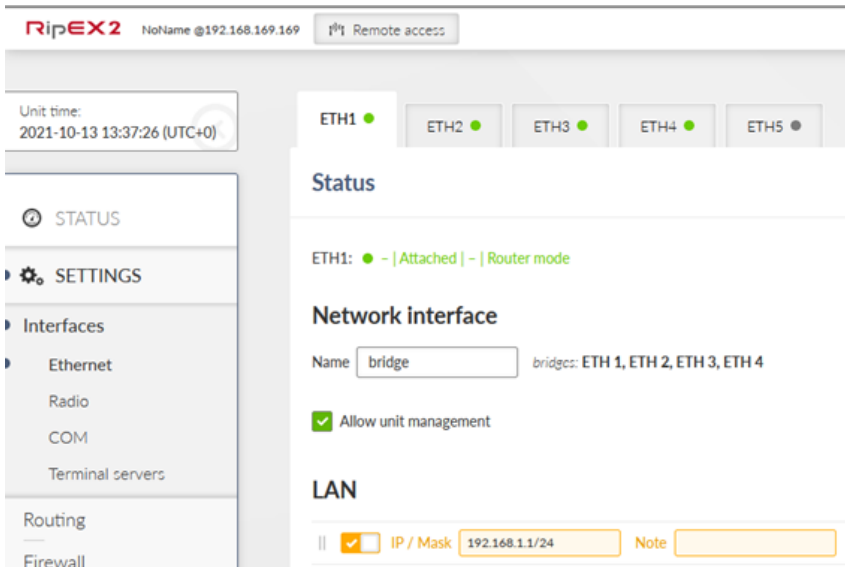 RipEX2 NoName @192.168.169.169 Remote access
Unit time:
2021-10-13 13:37:26 (UTC+0)
ETH1 ETH2 ETH3 ETH4 ETH5
Status
STATUS
ETH1: – | Attached | – | Router mode
SETTINGS
Network interface
Interfaces
Name bridge bridges: ETH 1, ETH 2, ETH 3, ETH 4
Ethernet
Radio
Allow unit management
COM
Terminal servers
LAN
Routing
IP / Mask 192.168.1.1/24 Note
Firewall